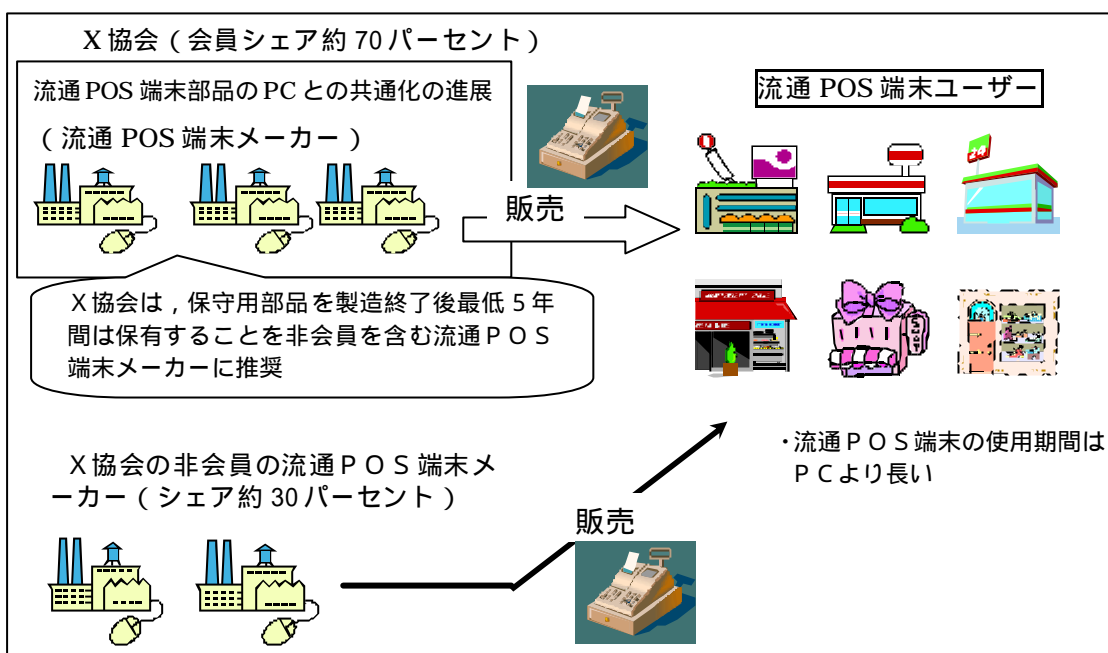 X協会（会員シェア約70パーセント）
流通POS端末部品のPCとの共通化の進展
（流通POS端末メーカー）
販売
流通POS端末ユーザー
X協会は，保守用部品を製造終了後最低５年
間は保有することを非会員を含む流通ＰＯＳ
端末メーカーに推奨
・流通ＰＯＳ端末の使用期間は
ＰＣより長い
X協会の非会員の流通ＰＯＳ端末メ
ーカー（シェア約30パーセント）
販売